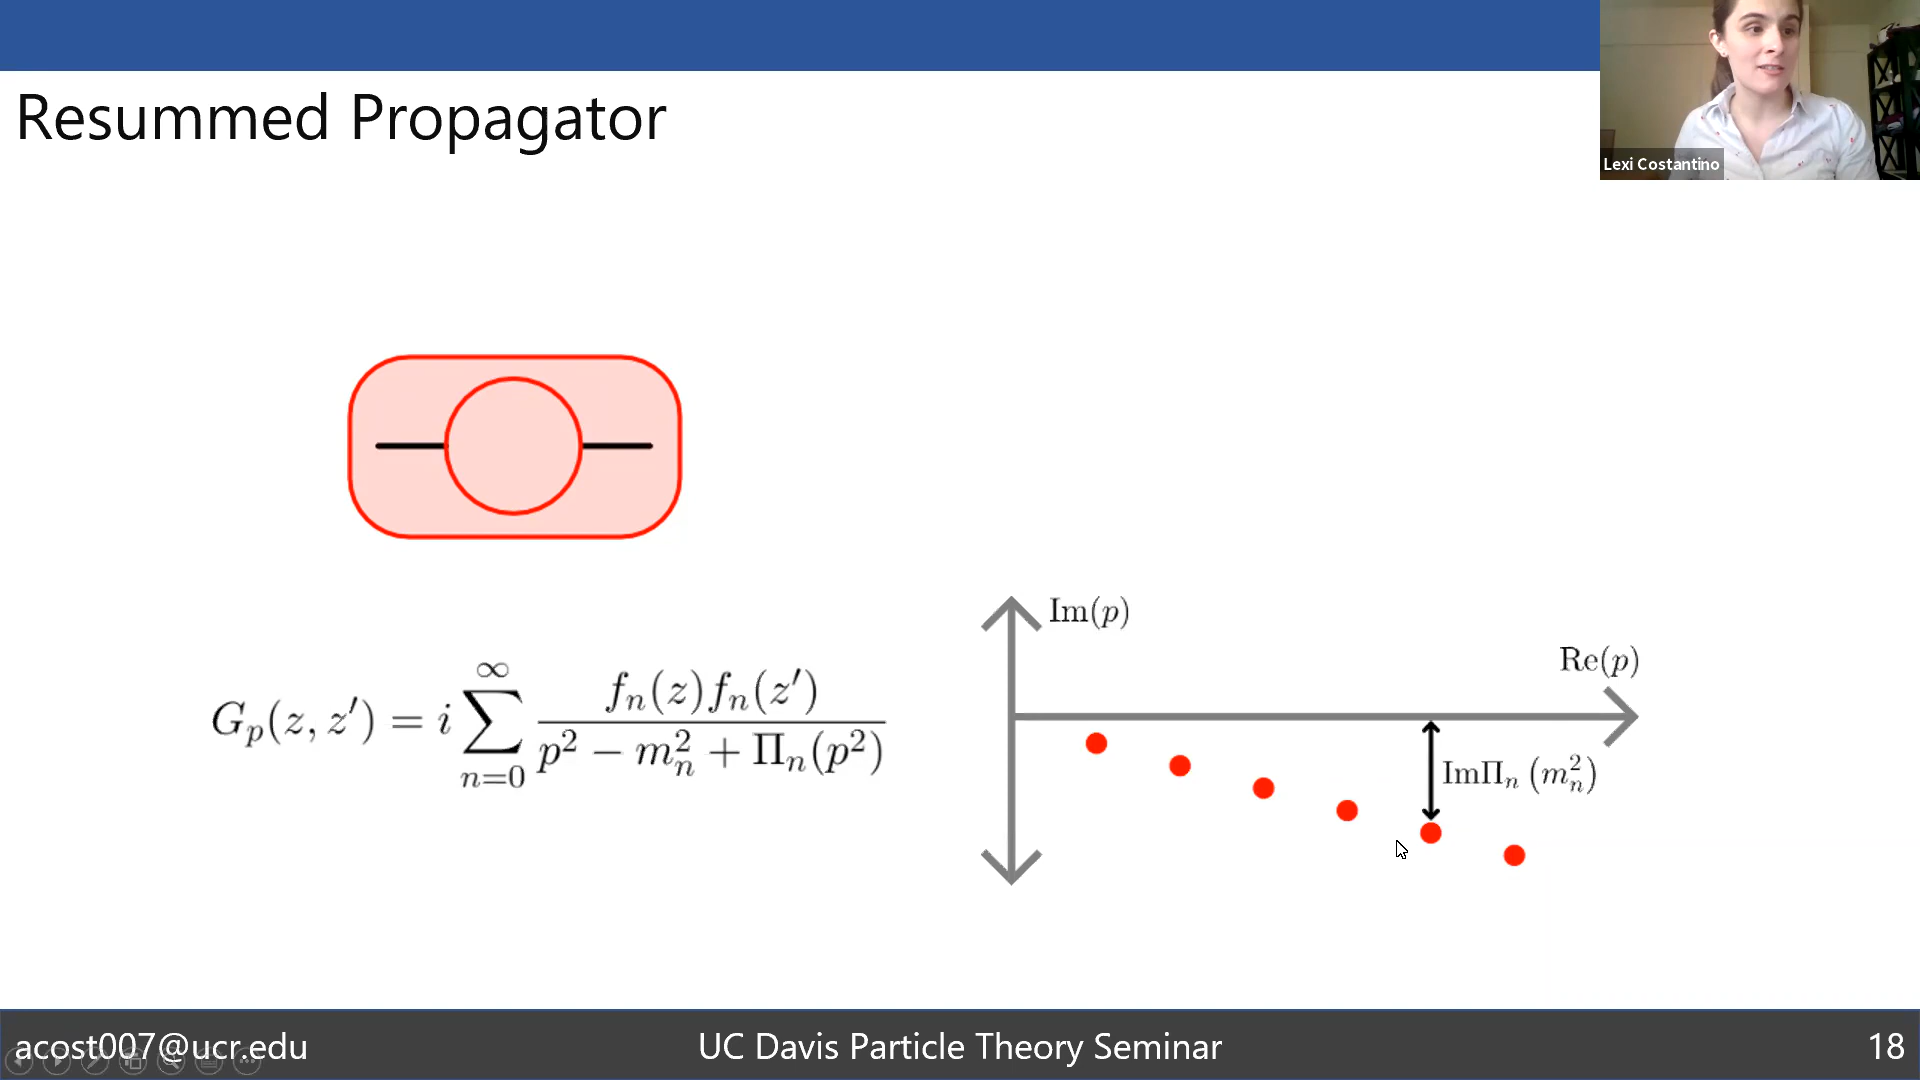 Resummed Propagator
Lexi Costantino
Im(p)
Re(p)
G_p(z, z′) = i ∑_{n=0}^{∞} f_n(z) f_n(z′) / (p² − m_n² + Π_n(p²))
ImΠ_n (m_n²)
acost007@ucr.edu
UC Davis Particle Theory Seminar
18